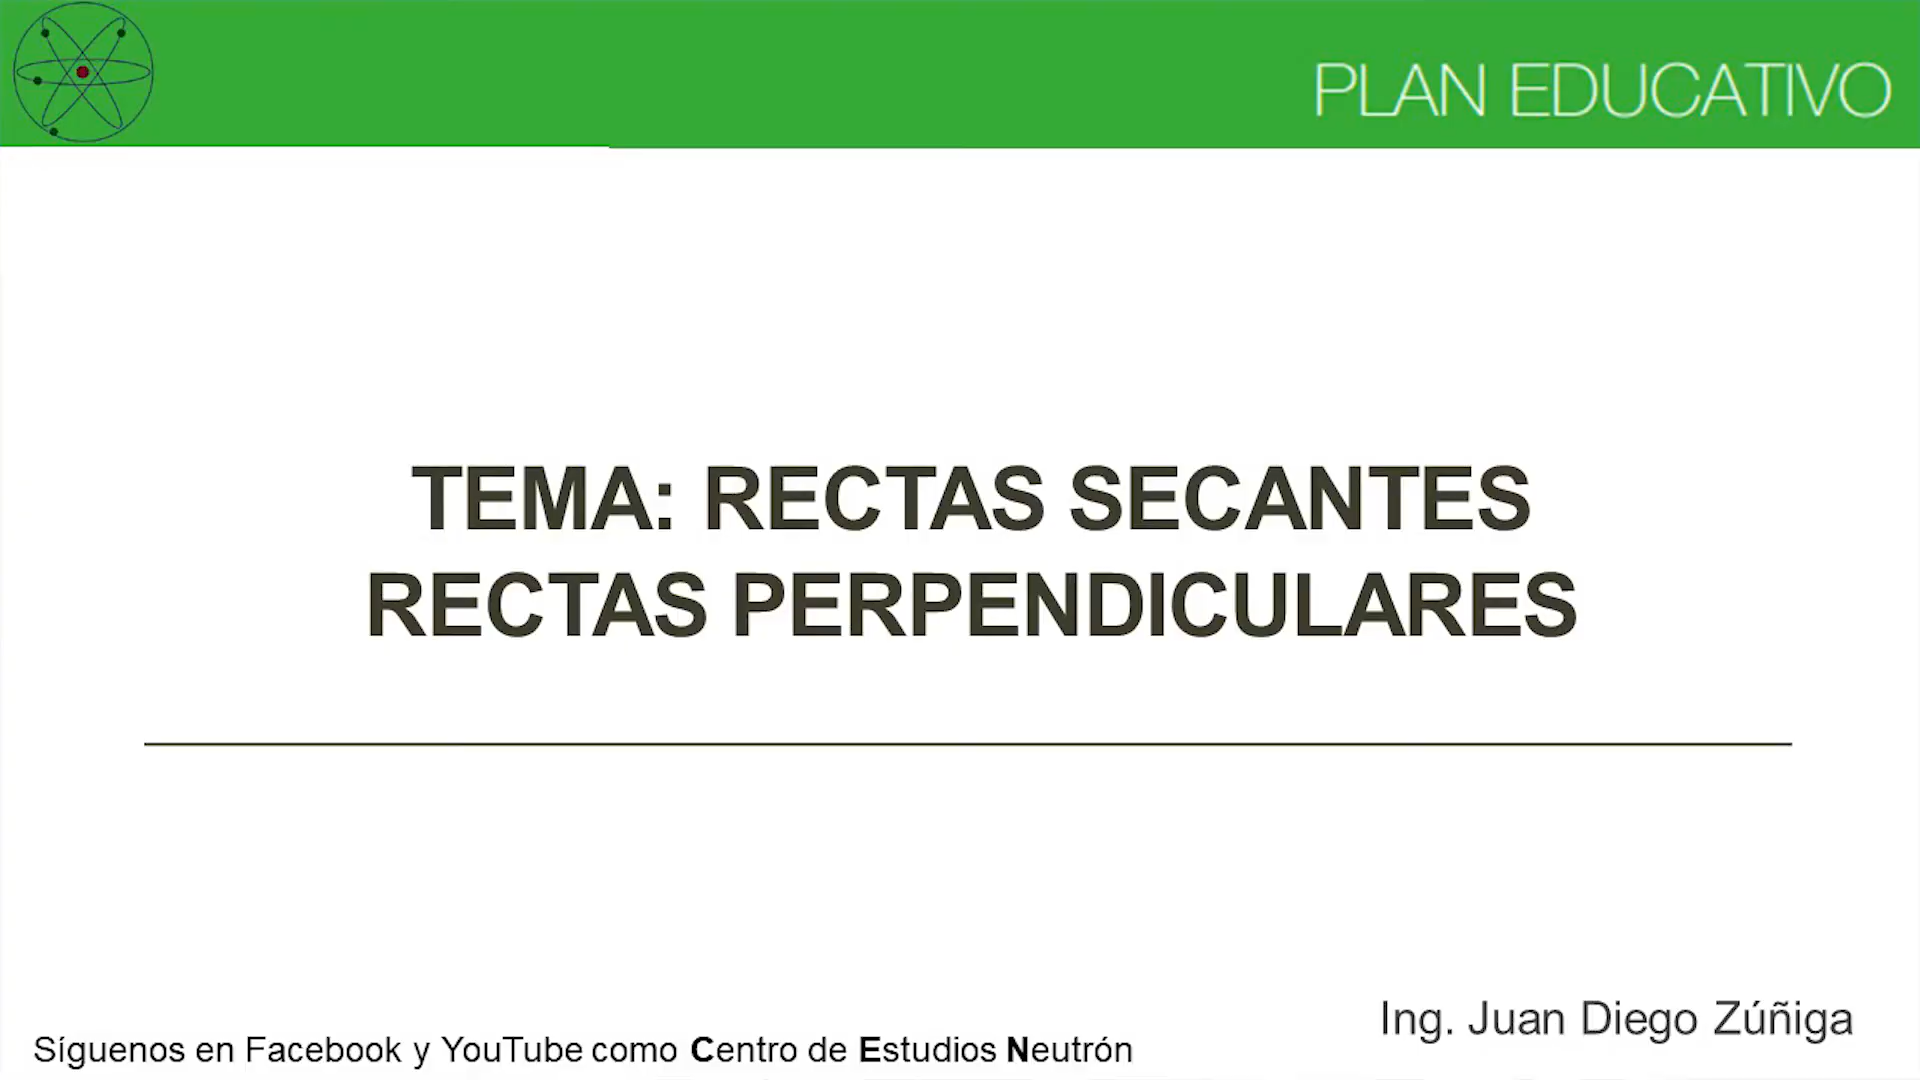 PLAN EDUCATIVO
TEMA: RECTAS SECANTES
RECTAS PERPENDICULARES
Ing. Juan Diego Zúñiga
Síguenos en Facebook y YouTube como Centro de Estudios Neutrón